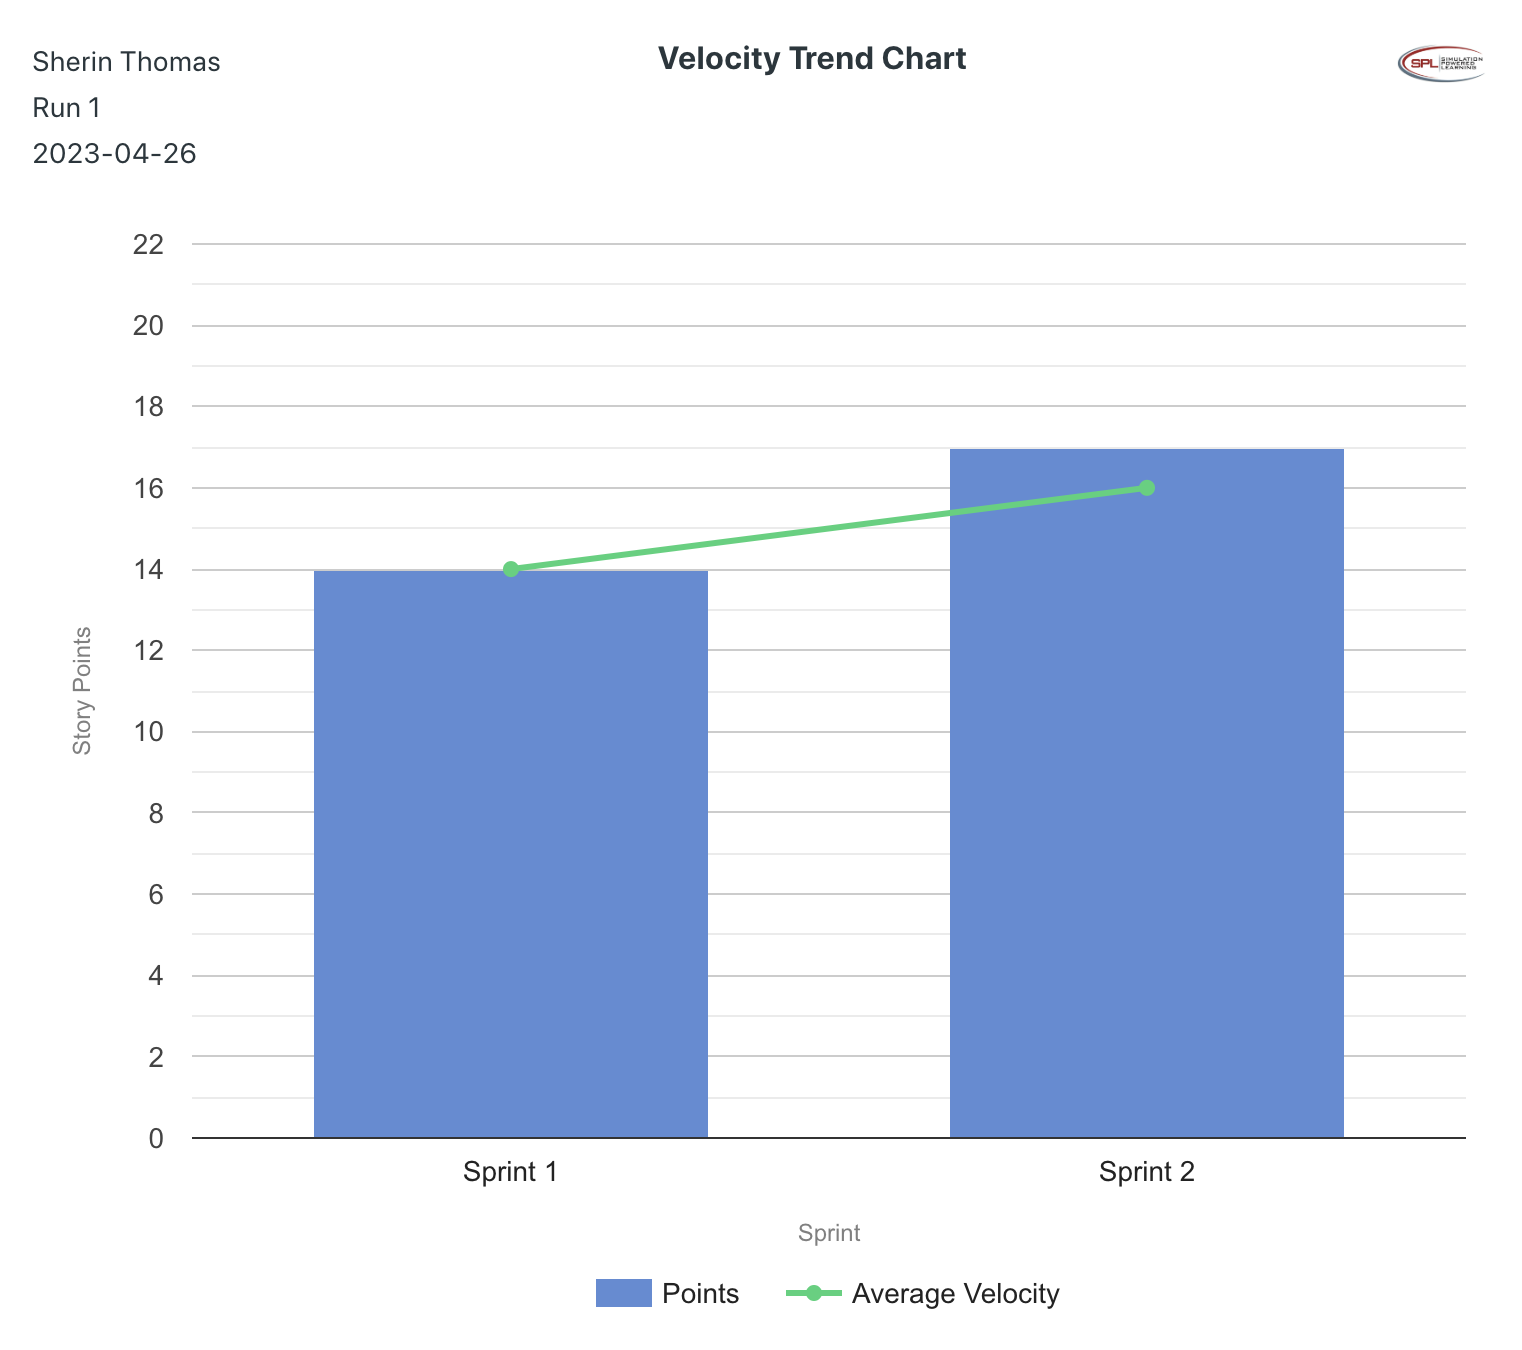 Sherin Thomas
Run 1
2023-04-26
Velocity Trend Chart
SPL
SIMULATION
POWERED
LEARNING
22
20
18
16
14
12
10
8
6
4
2
0
Story Points
Sprint 1
Sprint 2
Sprint
Points
Average Velocity